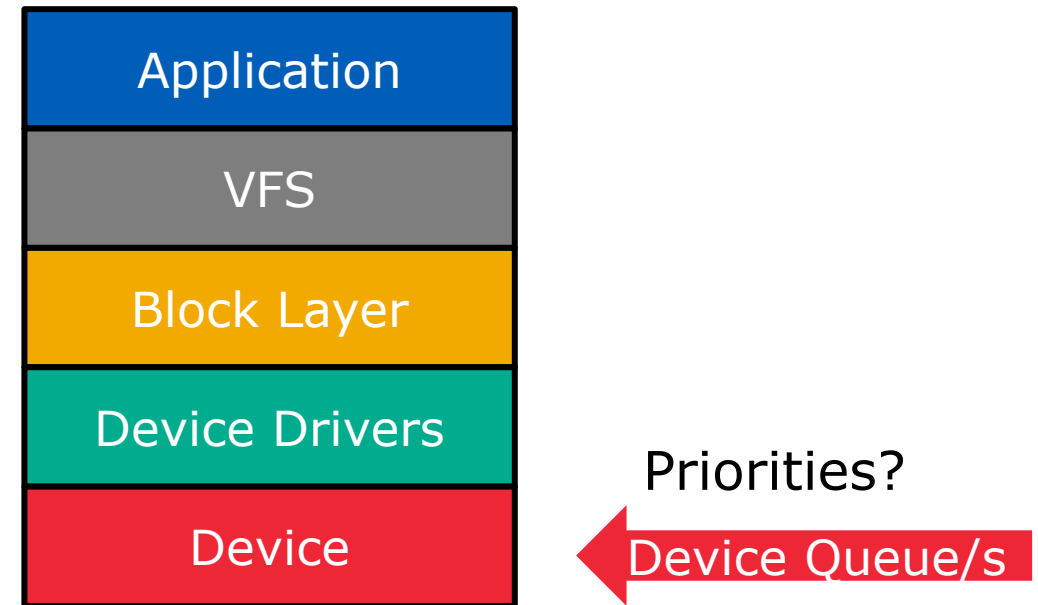 Application
VFS
Block Layer
Device Drivers
Priorities?
Device
Device Queue/s